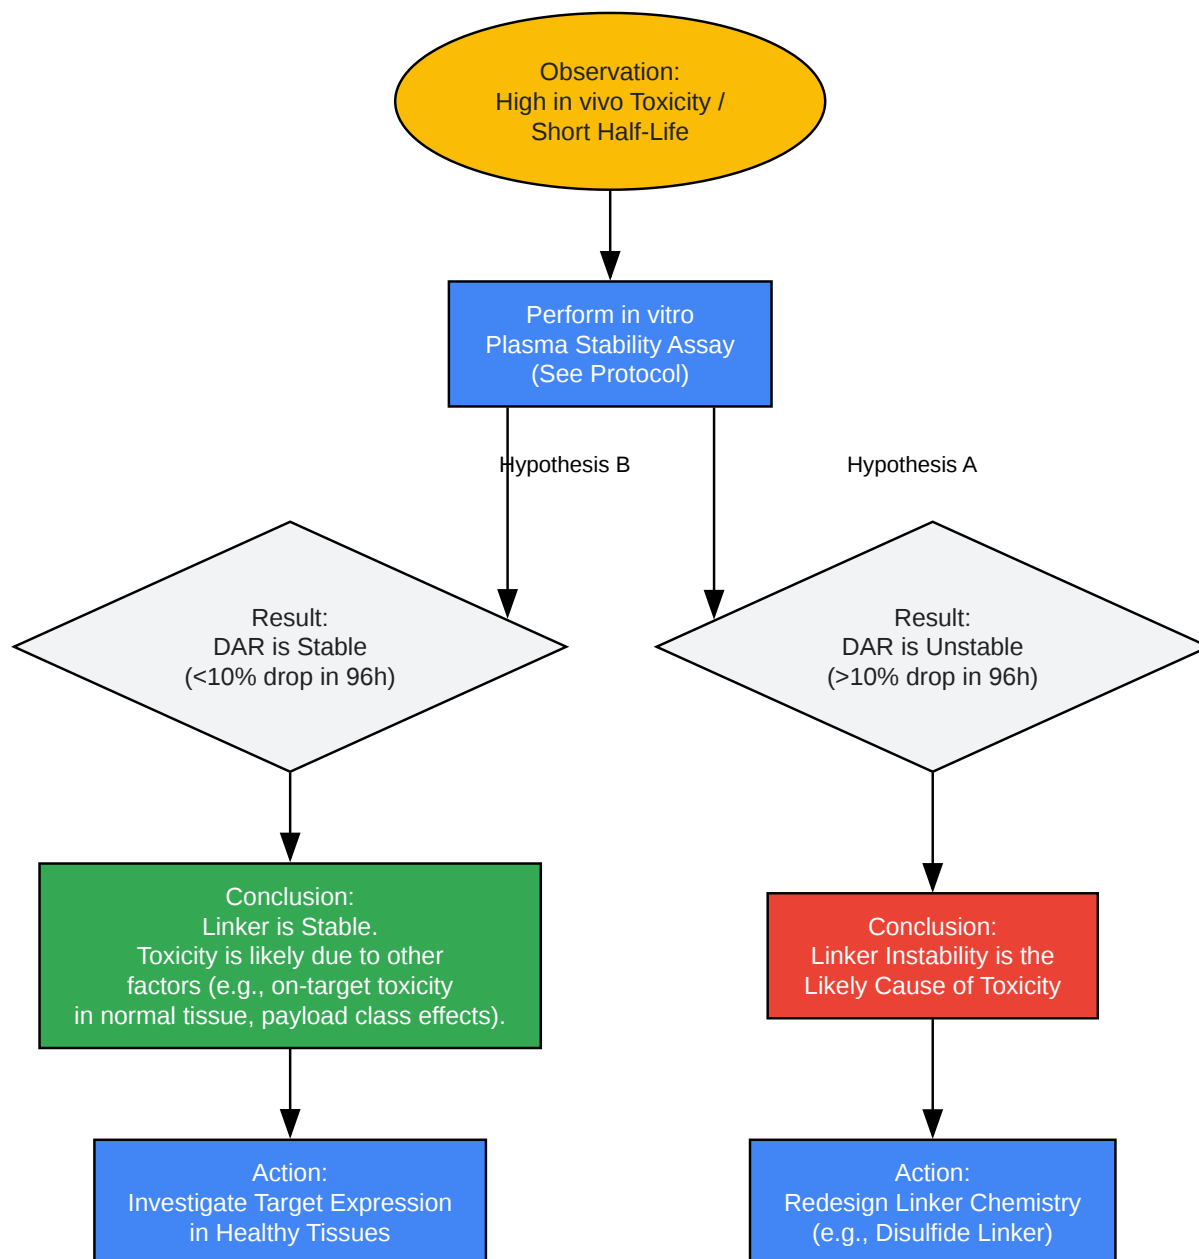 Observation:
High in vivo Toxicity /
Short Half-Life
Perform in vitro
Plasma Stability Assay
(See Protocol)
Hypothesis B
Hypothesis A
Result:
DAR is Stable
(<10% drop in 96h)
Result:
DAR is Unstable
(>10% drop in 96h)
Conclusion:
Linker is Stable.
Toxicity is likely due to other
factors (e.g., on-target toxicity
in normal tissue, payload class effects).
Conclusion:
Linker Instability is the
Likely Cause of Toxicity
Action:
Investigate Target Expression
in Healthy Tissues
Action:
Redesign Linker Chemistry
(e.g., Disulfide Linker)